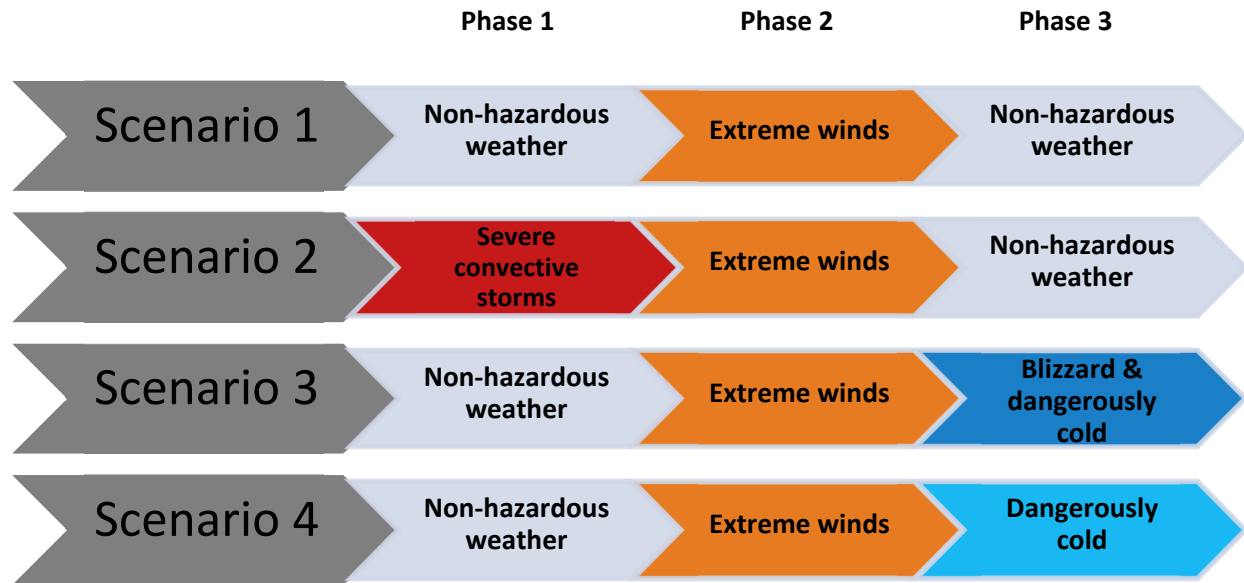 Phase 1 Phase 2 Phase 3
Scenario 1
Non-hazardous
weather
Extreme winds
Non-hazardous
weather
Scenario 2
Severe
convective
storms
Extreme winds
Non-hazardous
weather
Scenario 3
Non-hazardous
weather
Extreme winds
Blizzard &
dangerously
cold
Scenario 4
Non-hazardous
weather
Extreme winds
Dangerously
cold